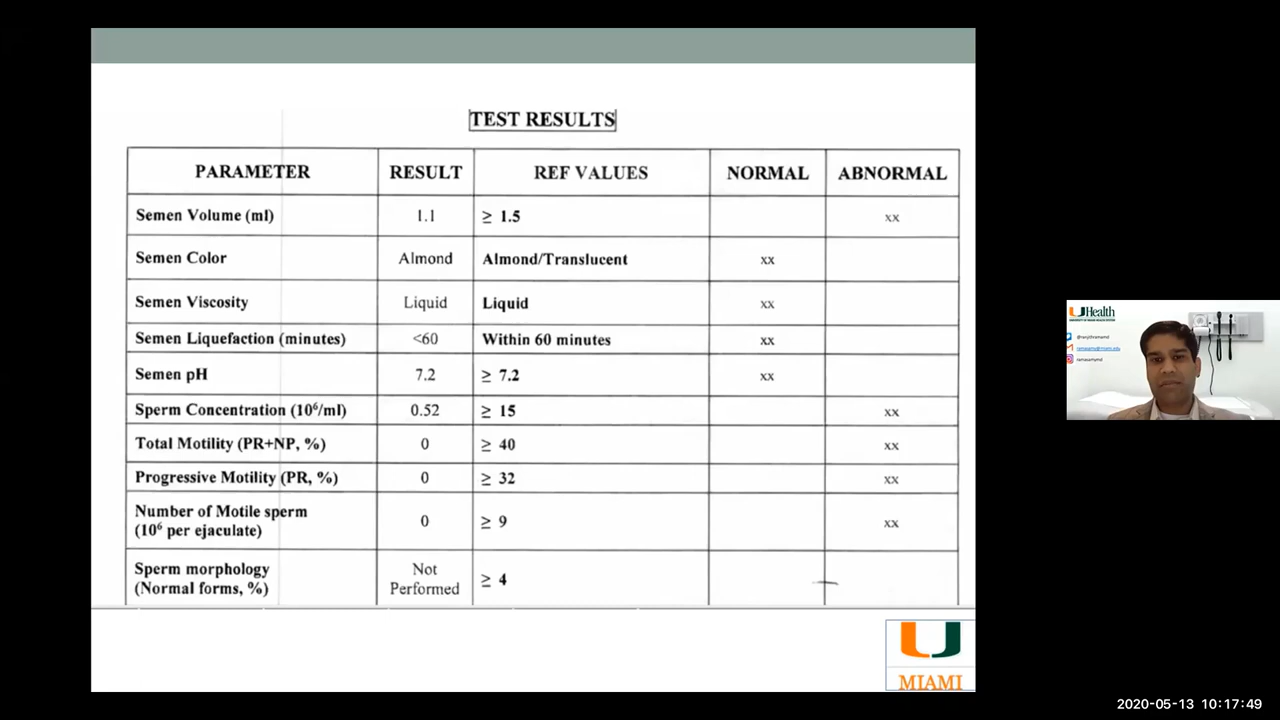 TEST RESULTS
PARAMETER RESULT REF VALUES NORMAL ABNORMAL
Semen Volume (ml) 1.1 ≥ 1.5 xx
Semen Color Almond Almond/Translucent xx
Semen Viscosity Liquid Liquid xx
Semen Liquefaction (minutes) <60 Within 60 minutes xx
Semen pH 7.2 ≥ 7.2 xx
Sperm Concentration (10⁶/ml) 0.52 ≥ 15 xx
Total Motility (PR+NP, %) 0 ≥ 40 xx
Progressive Motility (PR, %) 0 ≥ 32 xx
Number of Motile sperm
(10⁶ per ejaculate) 0 ≥ 9 xx
Sperm morphology
(Normal forms, %) Not
Performed ≥ 4
UHealth
MIAMI
2020-05-13 10:17:49